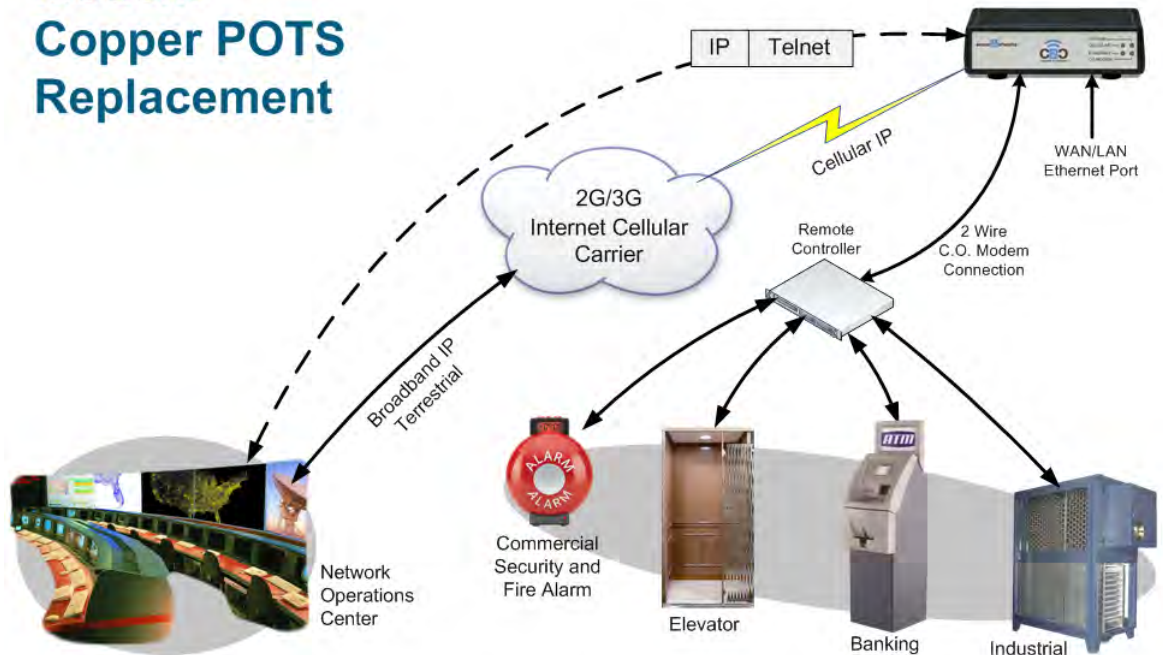 Copper POTS
Replacement
IP
Telnet
Cellular IP
WAN/LAN
Ethernet Port
2G/3G
Internet Cellular
Carrier
Remote
Controller
2 Wire
C.O. Modem
Connection
Broadband IP
Terrestrial
ALARM
ALARM
ATM
Network
Operations
Center
Commercial
Security and
Fire Alarm
Elevator
Banking
Industrial